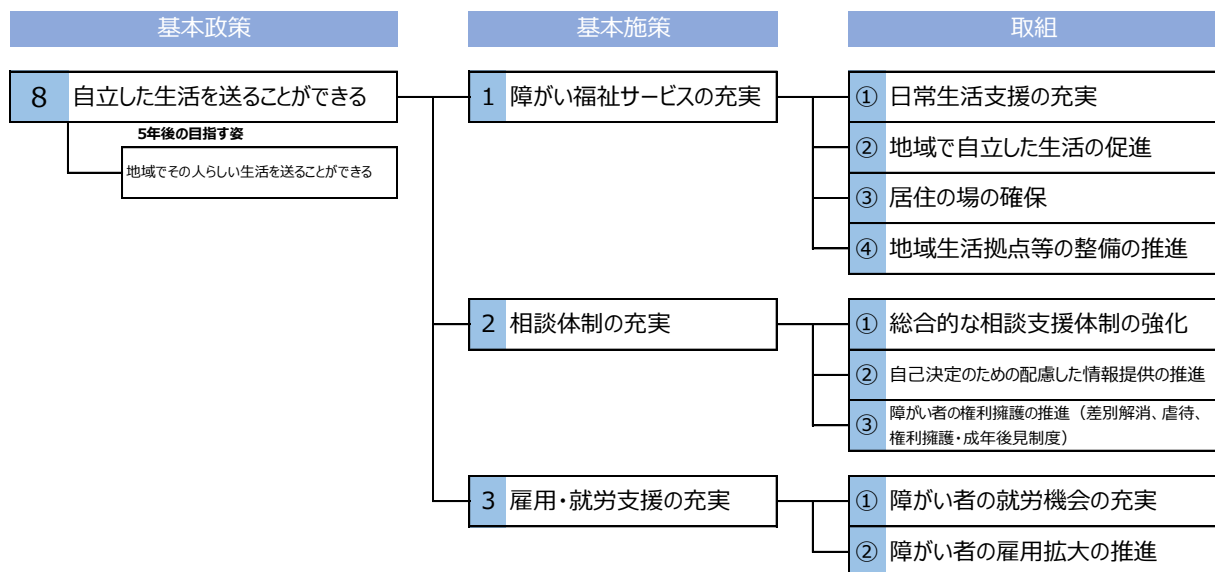 基本政策
基本施策
取組
8 自立した生活を送ることができる
5年後の目指す姿
地域でその人らしい生活を送ることができる
1 障がい福祉サービスの充実
① 日常生活支援の充実
② 地域で自立した生活の促進
③ 居住の場の確保
④ 地域生活拠点等の整備の推進
2 相談体制の充実
① 総合的な相談支援体制の強化
② 自己決定のための配慮した情報提供の推進
③ 障がい者の権利擁護の推進（差別解消、虐待、
権利擁護・成年後見制度）
3 雇用・就労支援の充実
① 障がい者の就労機会の充実
② 障がい者の雇用拡大の推進